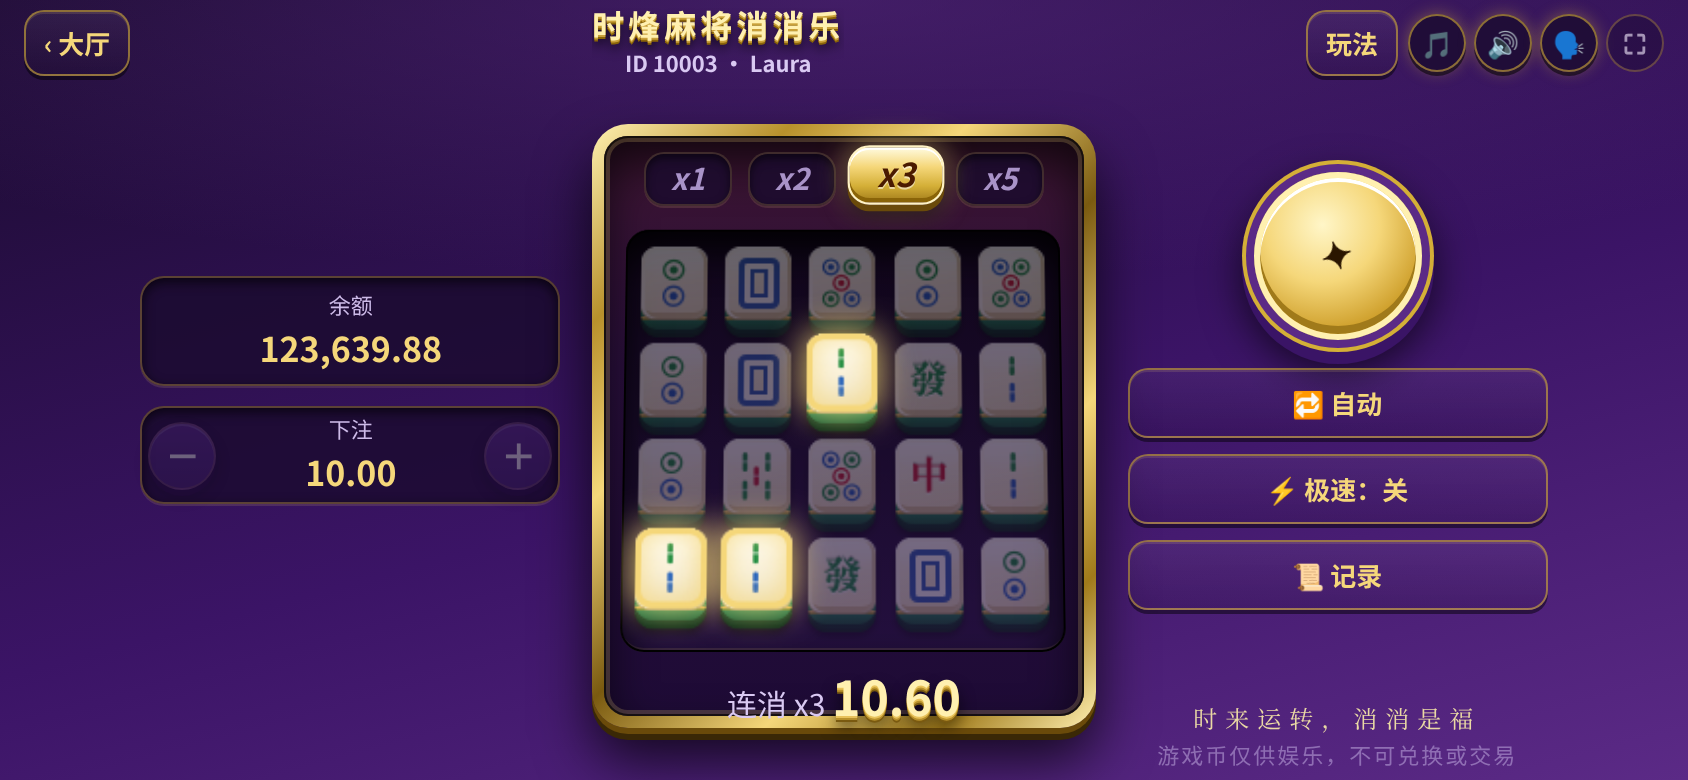 ‹ 大厅
时烽麻将消消乐
ID 10003 • Laura
玩法
x1 x2 x3 x5
余额
123,639.88
下注
− 10.00 +
發
中
發
连消 x3 10.60
自动
极速：关
记录
时来运转，消消是福
游戏币仅供娱乐，不可兑换或交易